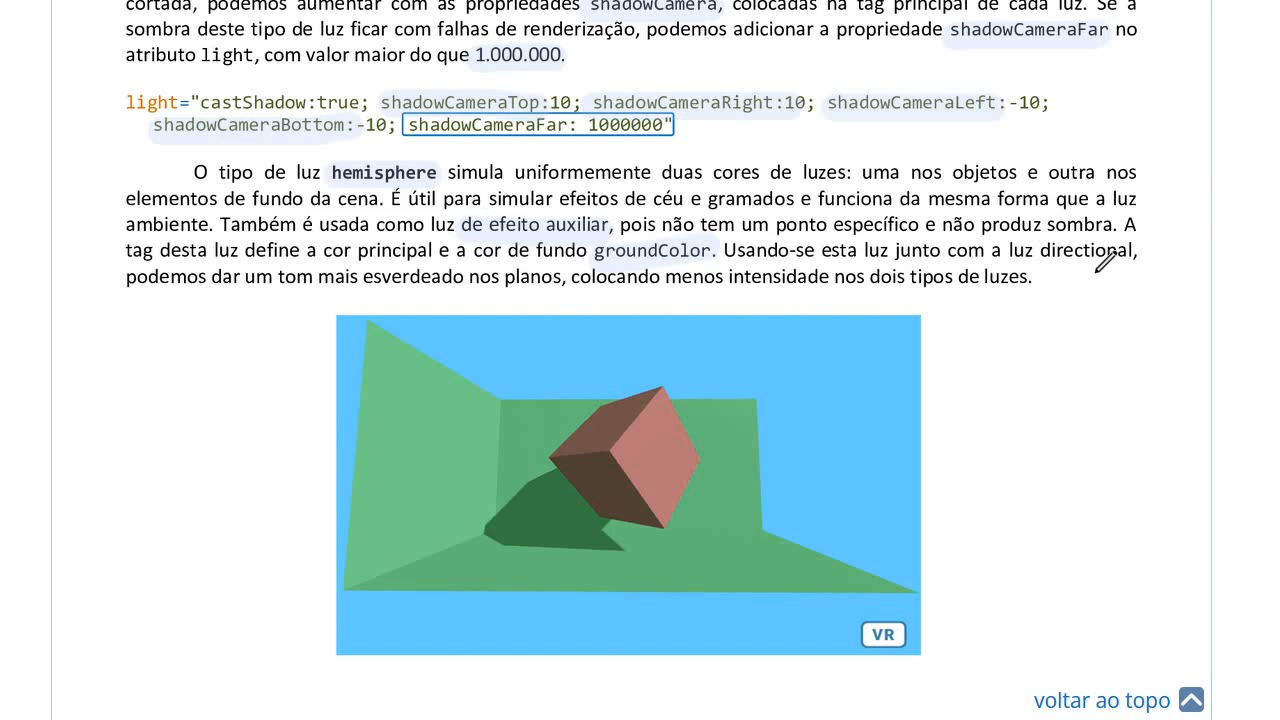 cortada, podemos aumentar com as propriedades shadowCamera, colocadas na tag principal de cada luz. Se a
sombra deste tipo de luz ficar com falhas de renderização, podemos adicionar a propriedade shadowCameraFar no
atributo light, com valor maior do que 1.000.000.
light="castShadow:true; shadowCameraTop:10; shadowCameraRight:10; shadowCameraLeft:-10;
shadowCameraBottom:-10; shadowCameraFar: 1000000"
O tipo de luz hemisphere simula uniformemente duas cores de luzes: uma nos objetos e outra nos
elementos de fundo da cena. É útil para simular efeitos de céu e gramados e funciona da mesma forma que a luz
ambiente. Também é usada como luz de efeito auxiliar, pois não tem um ponto específico e não produz sombra. A
tag desta luz define a cor principal e a cor de fundo groundColor. Usando-se esta luz junto com a luz directional,
podemos dar um tom mais esverdeado nos planos, colocando menos intensidade nos dois tipos de luzes.
VR
voltar ao topo